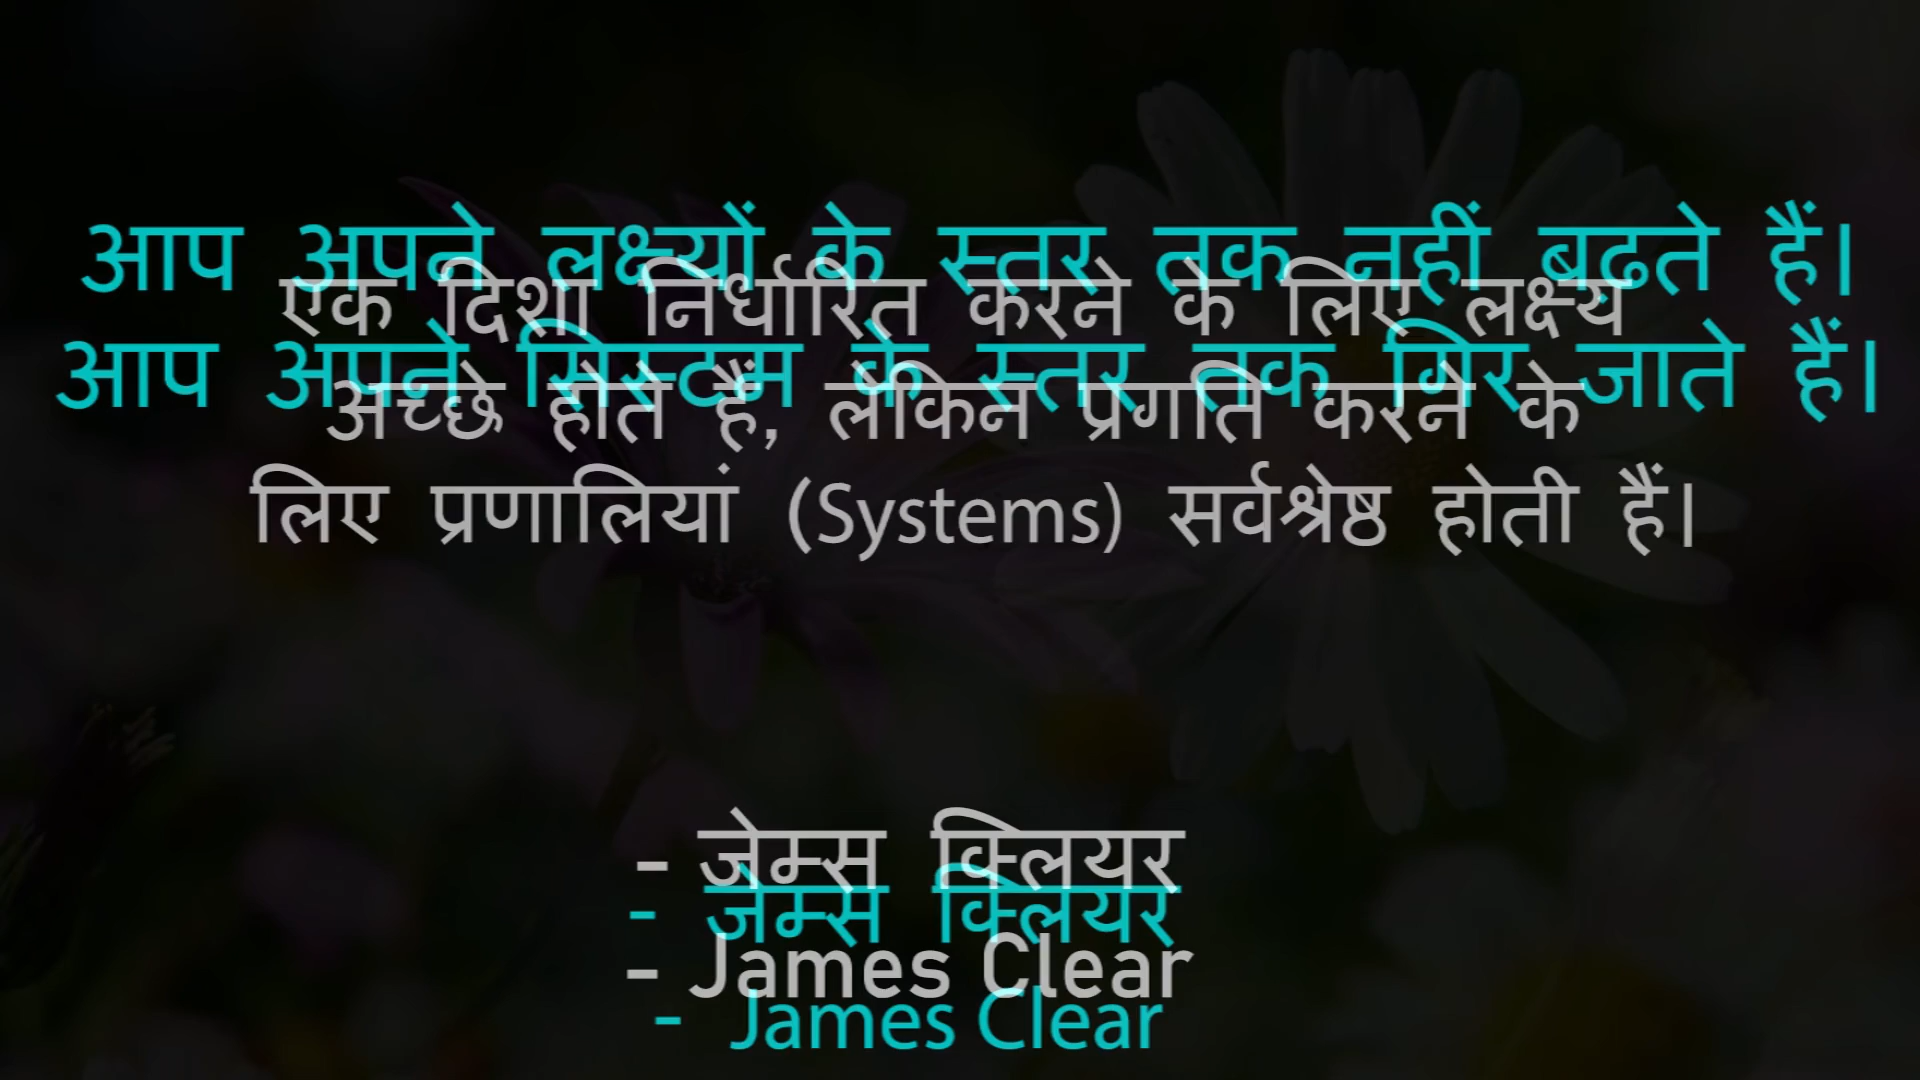 आप अपने लक्ष्यों के स्तर तक नहीं बढ़ते हैं।
एक दिशा निर्धारित करने के लिए लक्ष्य
आप अपने सिस्टम के स्तर तक गिर जाते हैं।
अच्छे होते हैं, लेकिन प्रगति करने के
लिए प्रणालियां (Systems) सर्वश्रेष्ठ होती हैं।
- जेम्स क्लियर
- जेम्स क्लियर
- James Clear
- James Clear